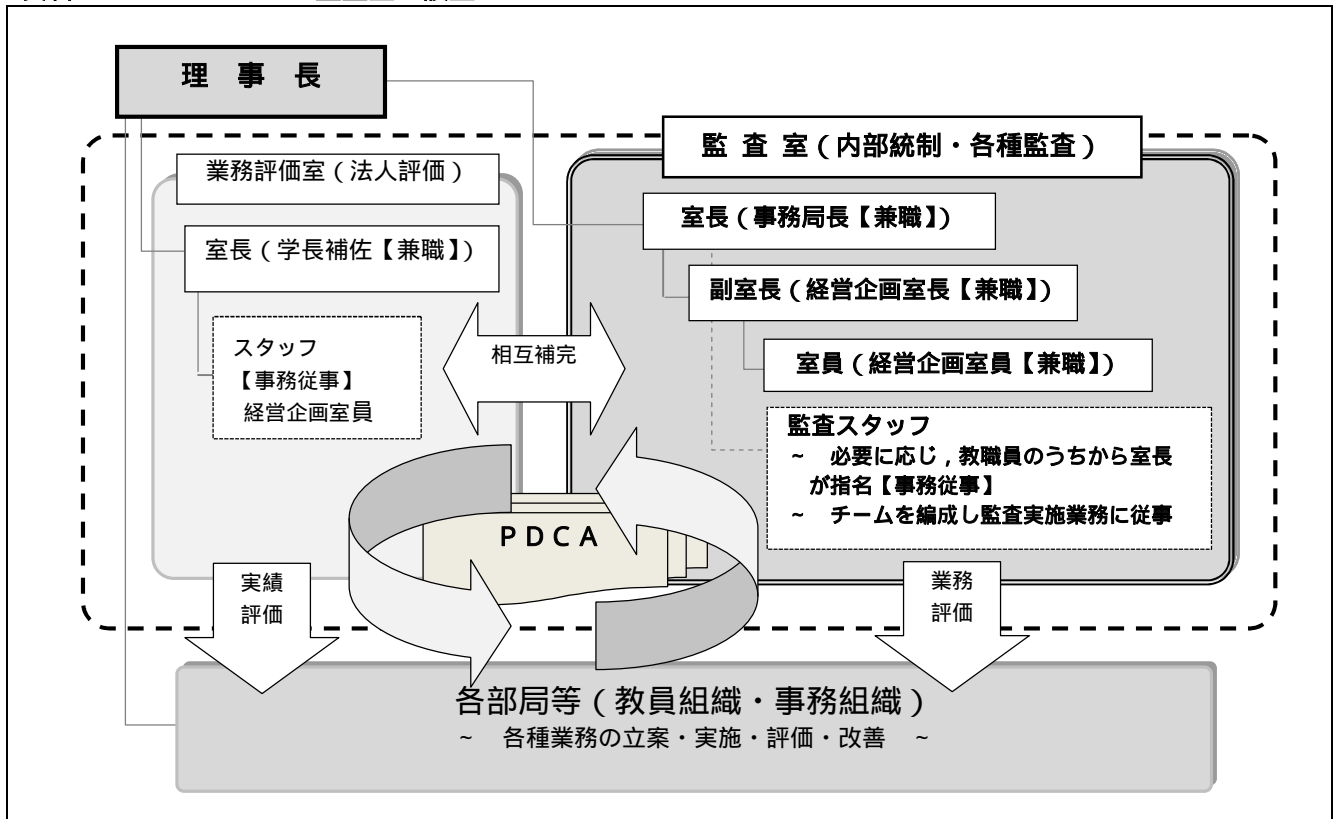 理 事 長
監 査 室（内部統制・各種監査）
業務評価室（法人評価）
室長（事務局長【兼職】）
室長（学長補佐【兼職】）
副室長（経営企画室長【兼職】）
スタッフ
【事務従事】
経営企画室員
相互補完
室員（経営企画室員【兼職】）
監査スタッフ
~ 必要に応じ，教職員のうちから室長
が指名【事務従事】
~ チームを編成し監査実施業務に従事
ＰＤＣＡ
実績
評価
業務
評価
各部局等（教員組織・事務組織）
~ 各種業務の立案・実施・評価・改善 ~